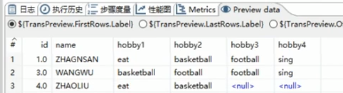 日志 执行历史 步骤度量 性能图 Metrics Preview data
${TransPreview.FirstRows.Label} ${TransPreview.LastRows.Label} ${TransPreview.Off.Label}
# id name hobby1 hobby2 hobby3 hobby4
1 1.0 ZHAGNSAN eat basketball football sing
2 3.0 WANGWU basketball football football sing
3 4.0 ZHAOLIU eat basketball <null> <null>